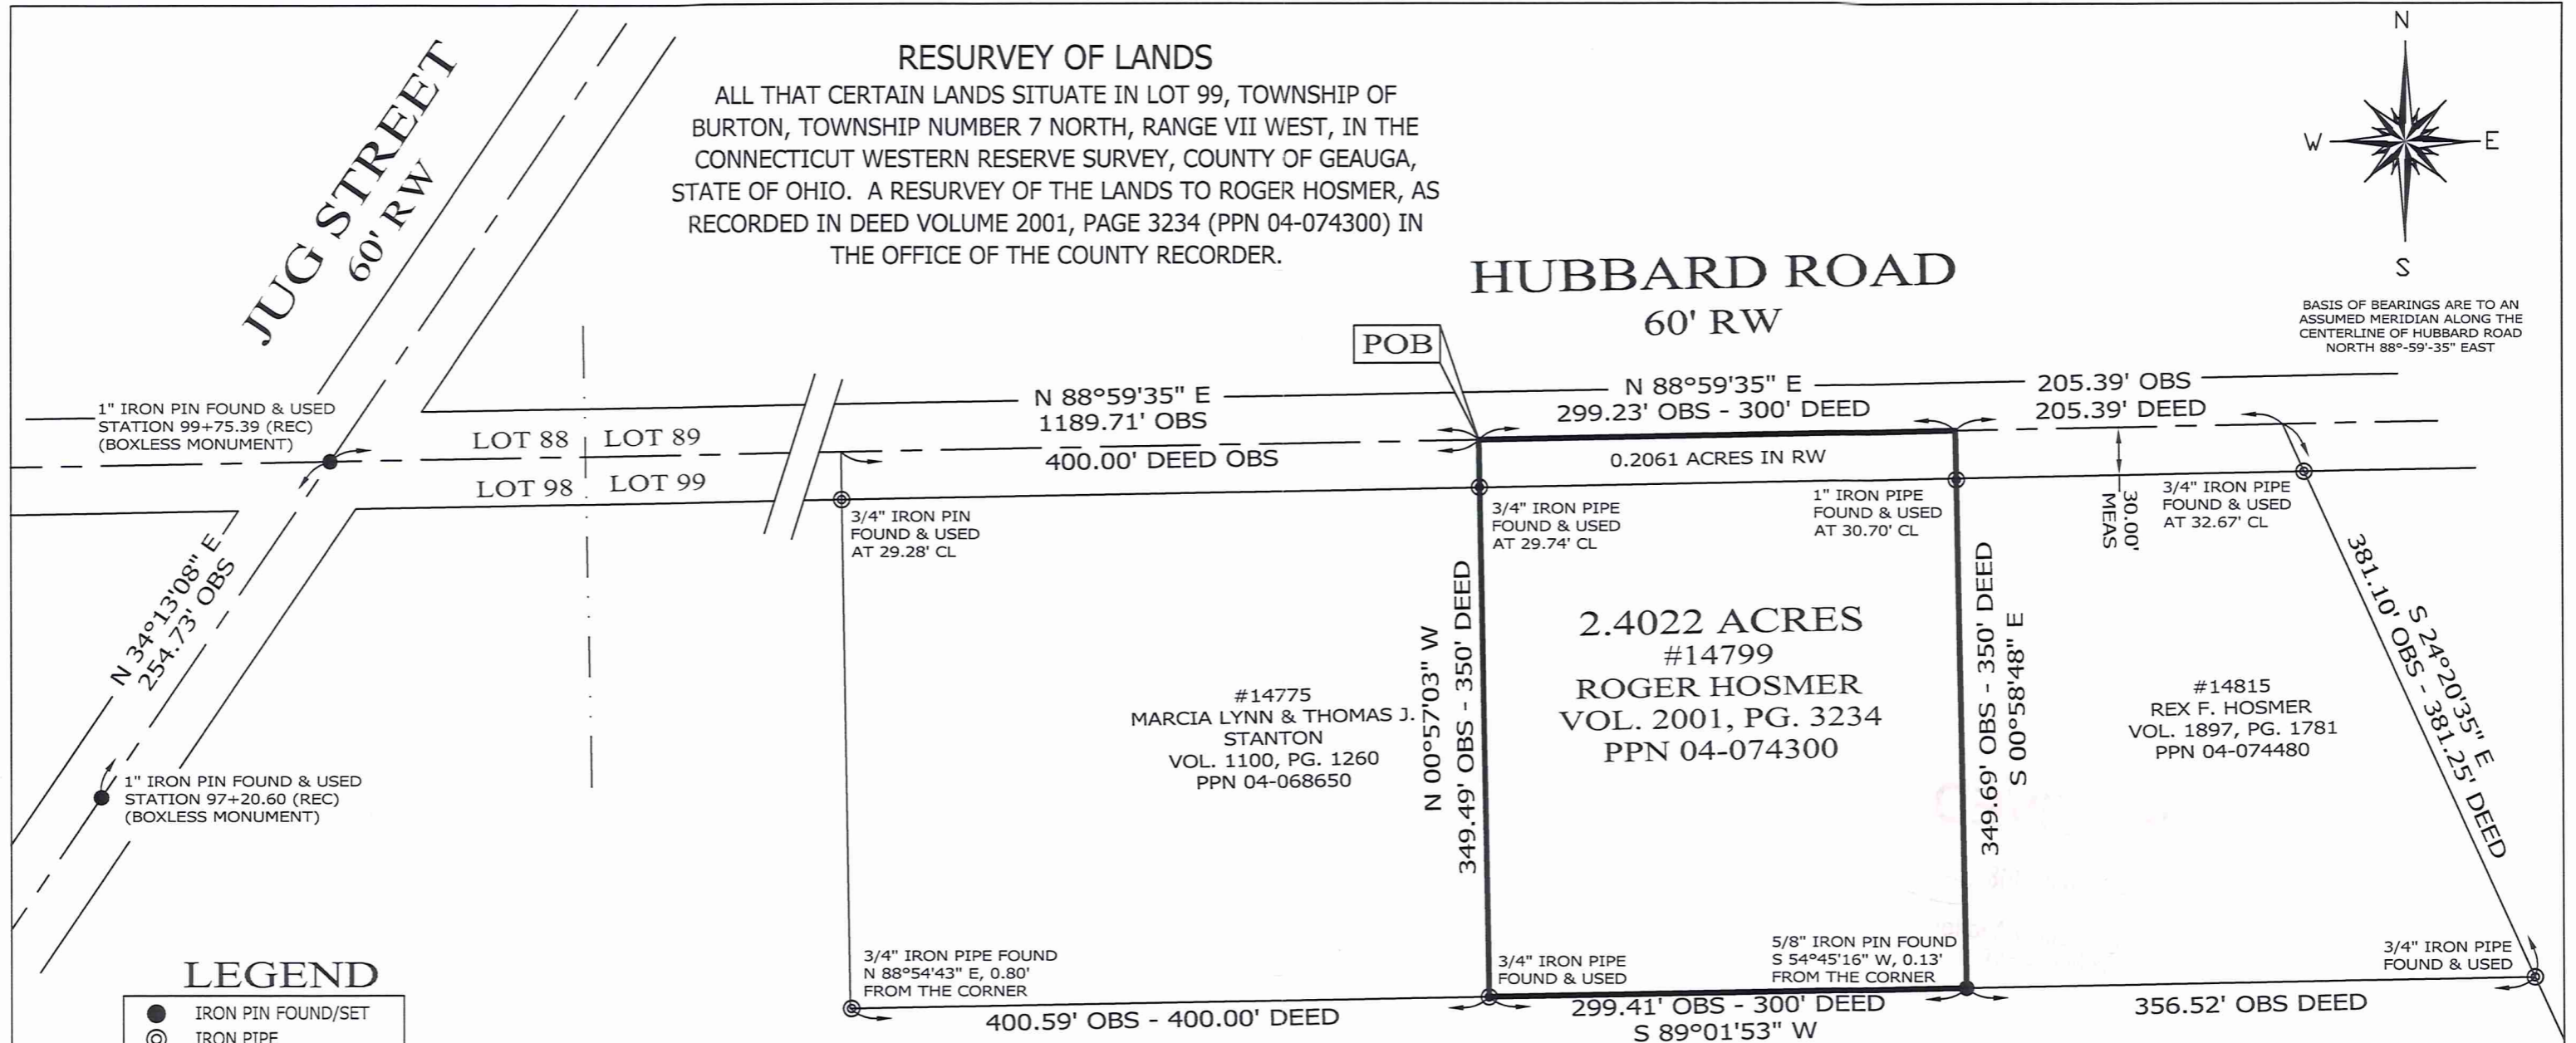 RESURVEY OF LANDS
ALL THAT CERTAIN LANDS SITUATE IN LOT 99, TOWNSHIP OF
BURTON, TOWNSHIP NUMBER 7 NORTH, RANGE VII WEST, IN THE
CONNECTICUT WESTERN RESERVE SURVEY, COUNTY OF GEAUGA,
STATE OF OHIO. A RESURVEY OF THE LANDS TO ROGER HOSMER, AS
RECORDED IN DEED VOLUME 2001, PAGE 3234 (PPN 04-074300) IN
THE OFFICE OF THE COUNTY RECORDER.
N
W
E
S
BASIS OF BEARINGS ARE TO AN
ASSUMED MERIDIAN ALONG THE
CENTERLINE OF HUBBARD ROAD
NORTH 88°-59'-35" EAST
JUG STREET
60' RW
HUBBARD ROAD
60' RW
POB
1" IRON PIN FOUND & USED
STATION 99+75.39 (REC)
(BOXLESS MONUMENT)
LOT 88
LOT 89
LOT 98
LOT 99
N 88°59'35" E
1189.71' OBS
400.00' DEED OBS
N 88°59'35" E
299.23' OBS - 300' DEED
0.2061 ACRES IN RW
205.39' OBS
205.39' DEED
3/4" IRON PIN
FOUND & USED
AT 29.28' CL
3/4" IRON PIPE
FOUND & USED
AT 29.74' CL
1" IRON PIPE
FOUND & USED
AT 30.70' CL
30.00'
MEAS
3/4" IRON PIPE
FOUND & USED
AT 32.67' CL
N 34°13'08" E
254.73' OBS
1" IRON PIN FOUND & USED
STATION 97+20.60 (REC)
(BOXLESS MONUMENT)
#14775
MARCIA LYNN & THOMAS J.
STANTON
VOL. 1100, PG. 1260
PPN 04-068650
N 00°57'03" W
349.49' OBS - 350' DEED
2.4022 ACRES
#14799
ROGER HOSMER
VOL. 2001, PG. 3234
PPN 04-074300
349.69' OBS - 350' DEED
S 00°58'48" E
#14815
REX F. HOSMER
VOL. 1897, PG. 1781
PPN 04-074480
S 24°20'35" E
381.10' OBS - 381.25' DEED
3/4" IRON PIPE FOUND
N 88°54'43" E, 0.80'
FROM THE CORNER
3/4" IRON PIPE
FOUND & USED
5/8" IRON PIN FOUND
S 54°45'16" W, 0.13'
FROM THE CORNER
3/4" IRON PIPE
FOUND & USED
400.59' OBS - 400.00' DEED
299.41' OBS - 300' DEED
S 89°01'53" W
356.52' OBS DEED
LEGEND
IRON PIN FOUND/SET
IRON PIPE